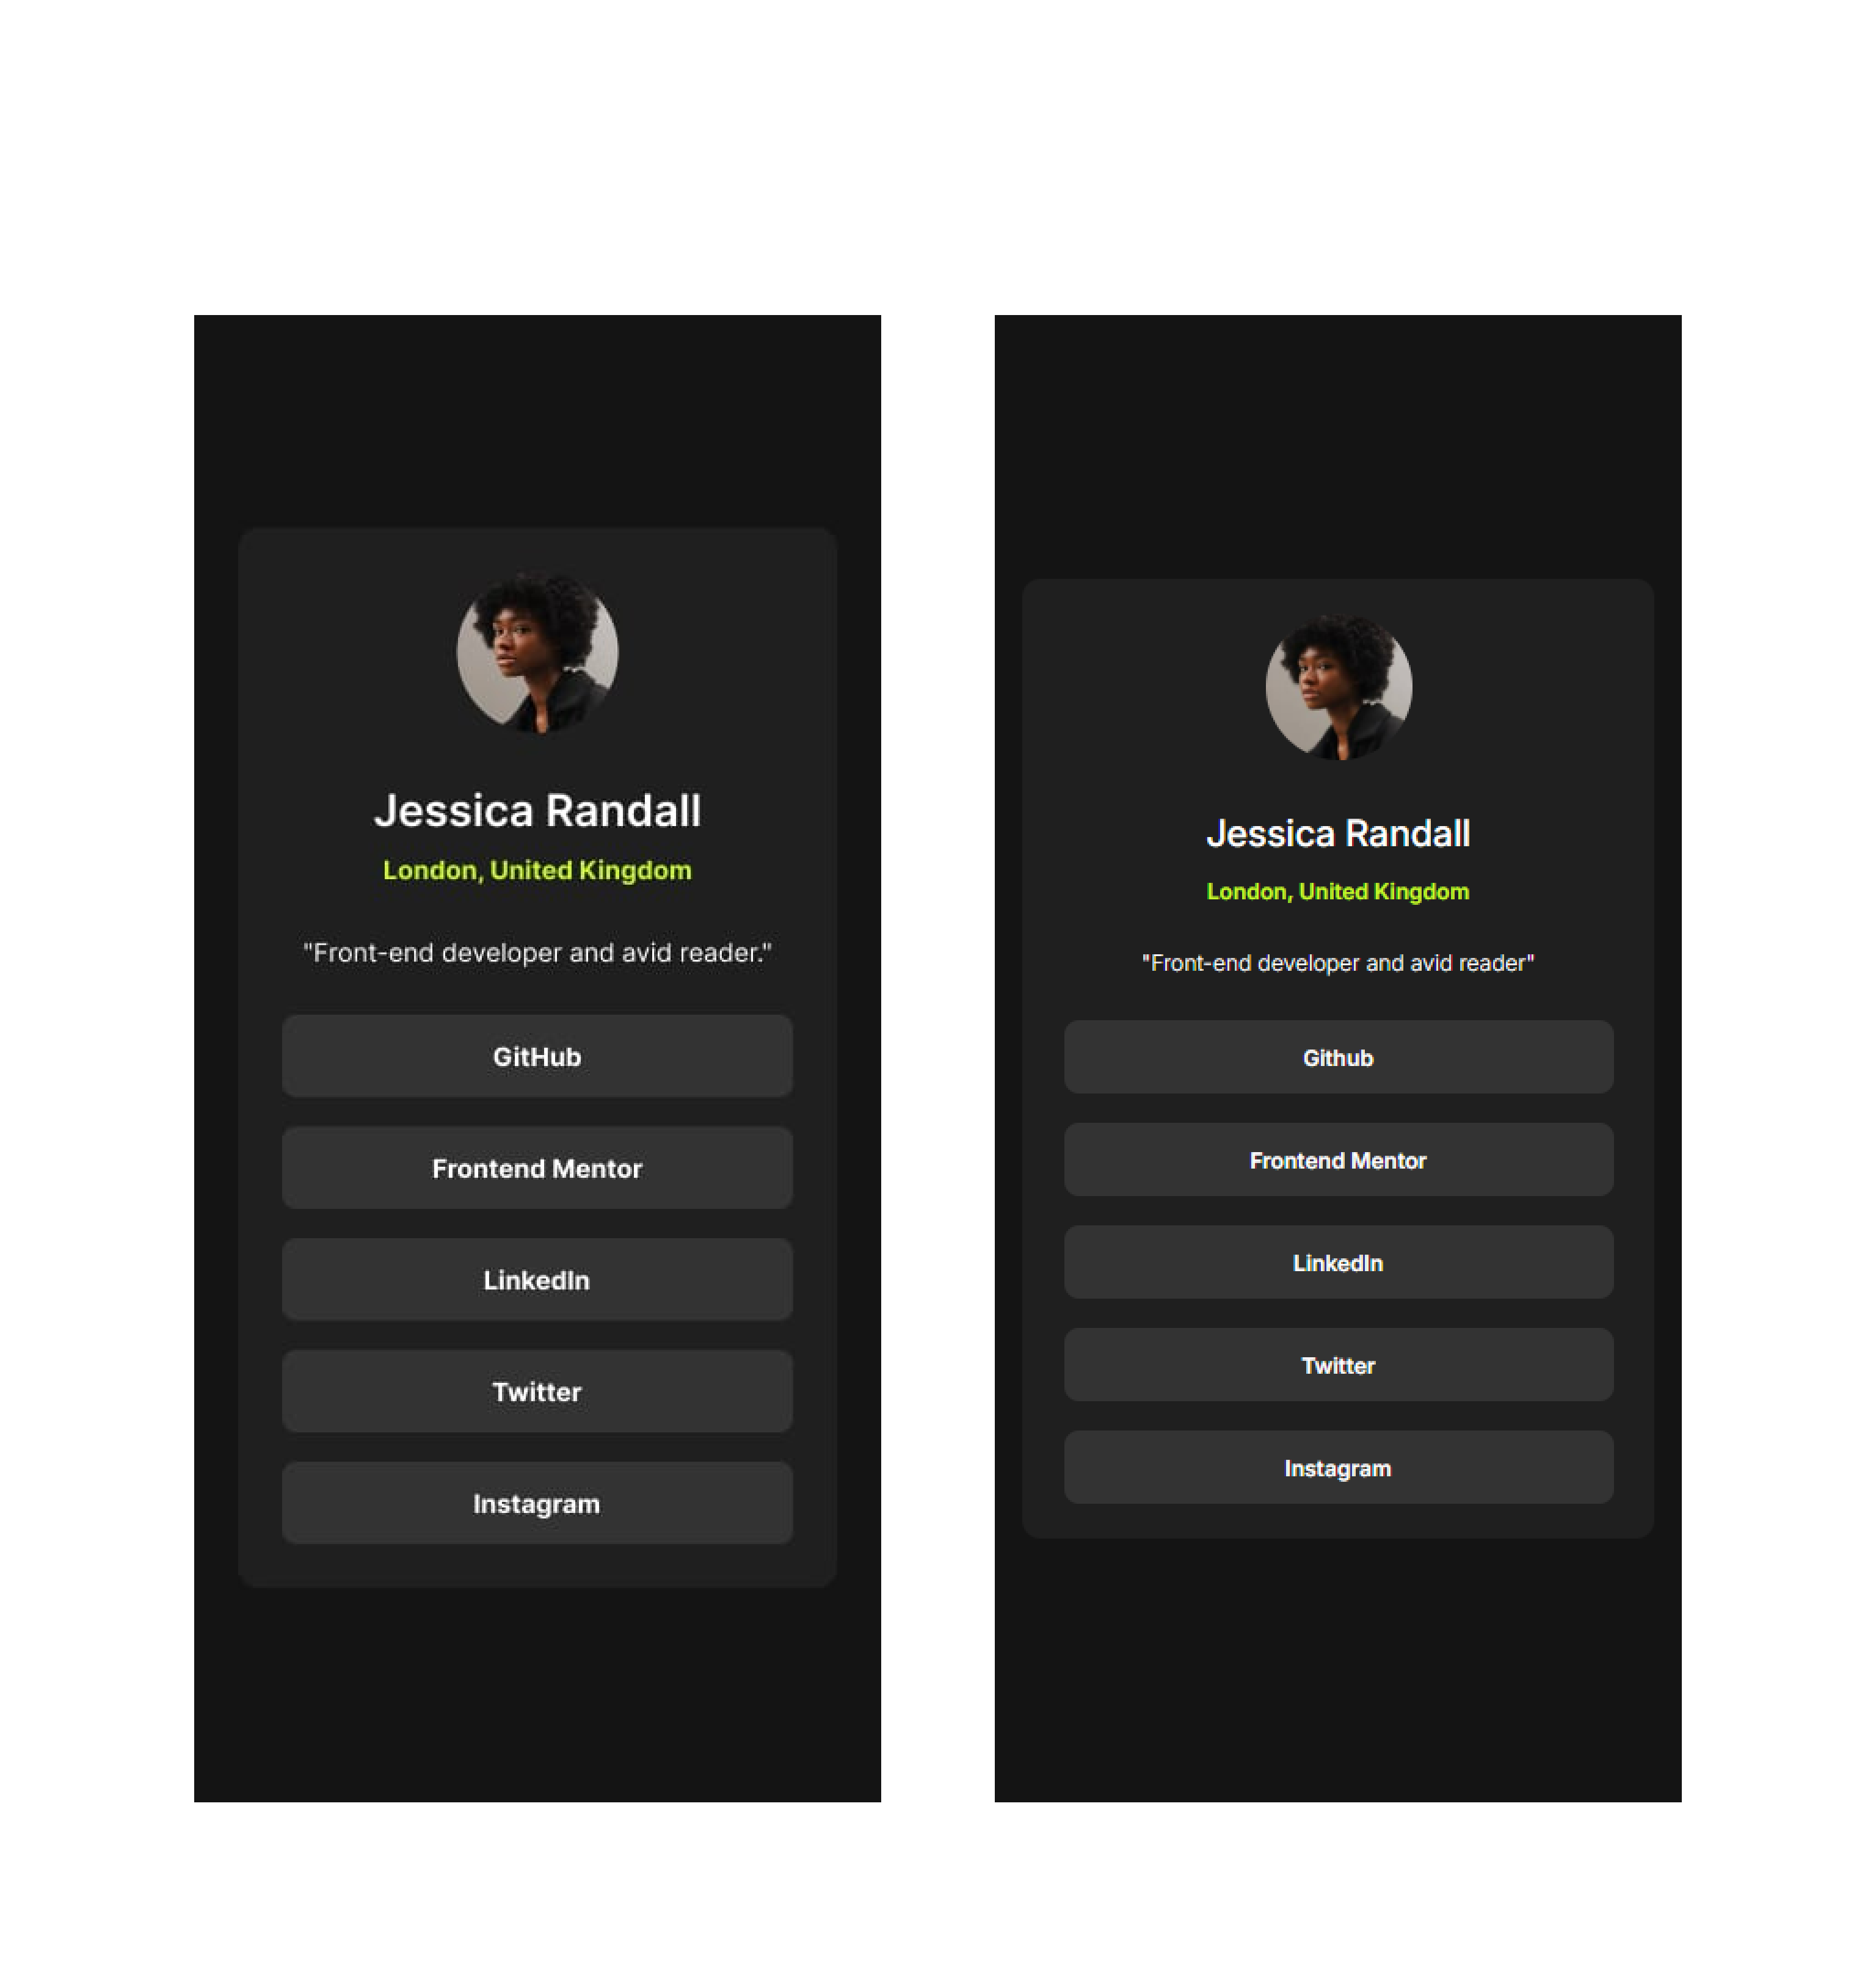 Jessica Randall
London, United Kingdom
"Front-end developer and avid reader."
GitHub
Frontend Mentor
LinkedIn
Twitter
Instagram
Jessica Randall
London, United Kingdom
"Front-end developer and avid reader"
Github
Frontend Mentor
LinkedIn
Twitter
Instagram